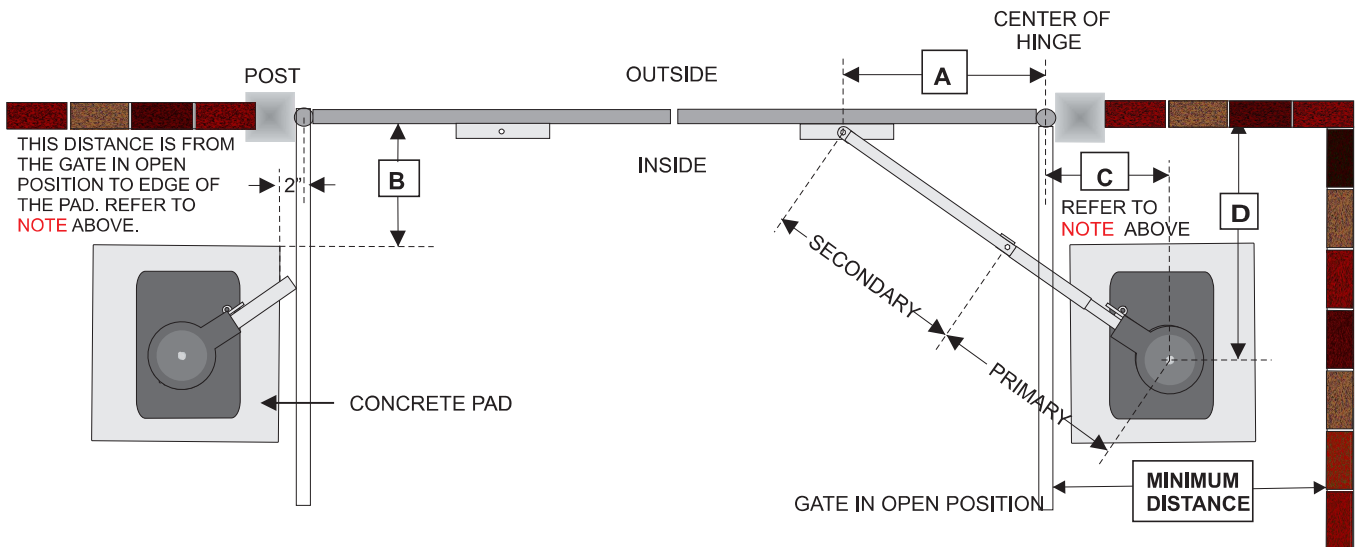 CENTER OF
HINGE
POST
OUTSIDE
A
THIS DISTANCE IS FROM
THE GATE IN OPEN
POSITION TO EDGE OF
THE PAD. REFER TO
NOTE ABOVE.
2"
B
INSIDE
C
REFER TO
NOTE ABOVE
D
SECONDARY
PRIMARY
CONCRETE PAD
GATE IN OPEN POSITION
MINIMUM
DISTANCE